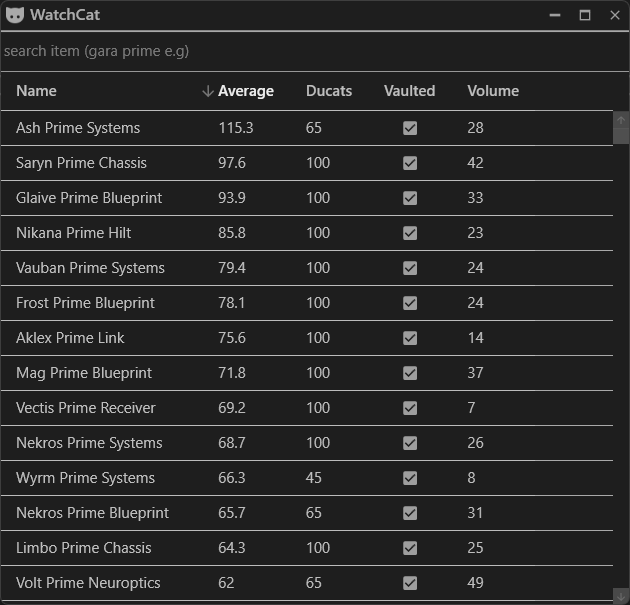 WatchCat
search item (gara prime e.g)
Name Average Ducats Vaulted Volume
Ash Prime Systems 115.3 65 28
Saryn Prime Chassis 97.6 100 42
Glaive Prime Blueprint 93.9 100 33
Nikana Prime Hilt 85.8 100 23
Vauban Prime Systems 79.4 100 24
Frost Prime Blueprint 78.1 100 24
Aklex Prime Link 75.6 100 14
Mag Prime Blueprint 71.8 100 37
Vectis Prime Receiver 69.2 100 7
Nekros Prime Systems 68.7 100 26
Wyrm Prime Systems 66.3 45 8
Nekros Prime Blueprint 65.7 65 31
Limbo Prime Chassis 64.3 100 25
Volt Prime Neuroptics 62 65 49